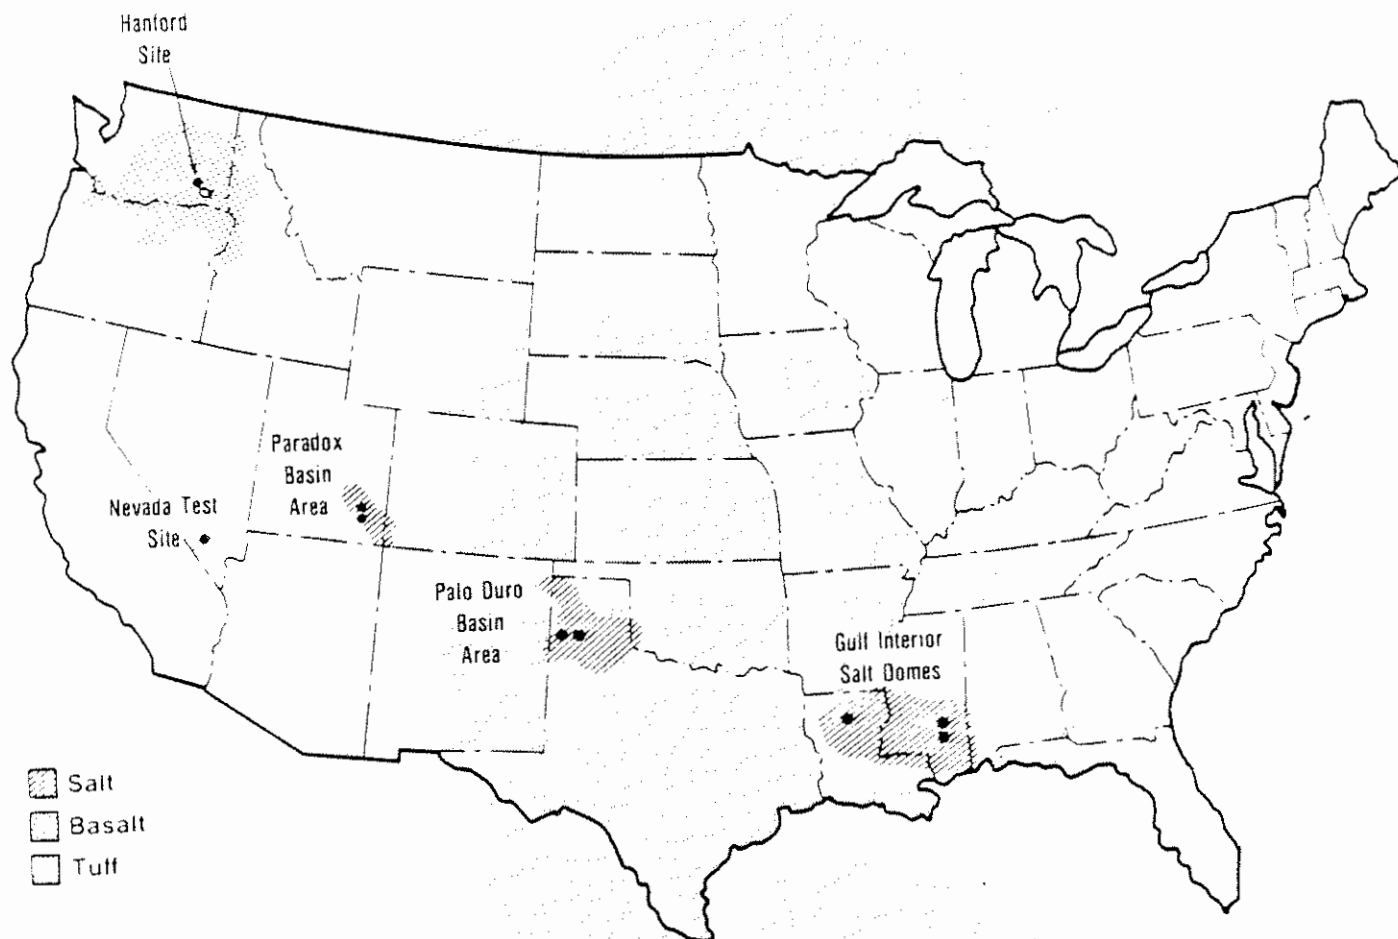 Hanford
Site
Paradox
Basin
Area
Nevada Test
Site
Palo Duro
Basin
Area
Gulf Interior
Salt Domes
Salt
Basalt
Tuff